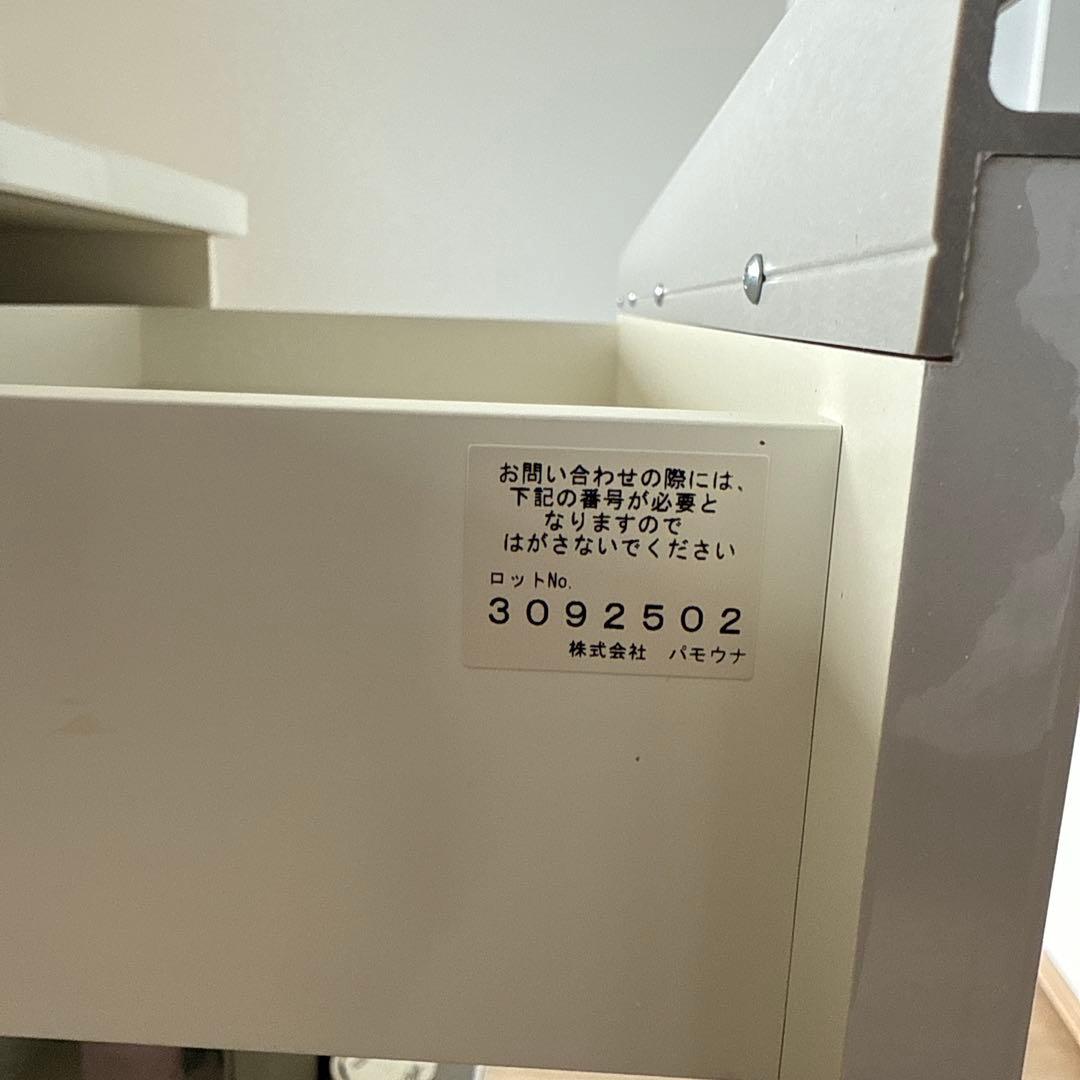 お問い合わせの際には、
下記の番号が必要と
なりますので
はがさないでください
ロットNo.
3092502
株式会社　パモウナ